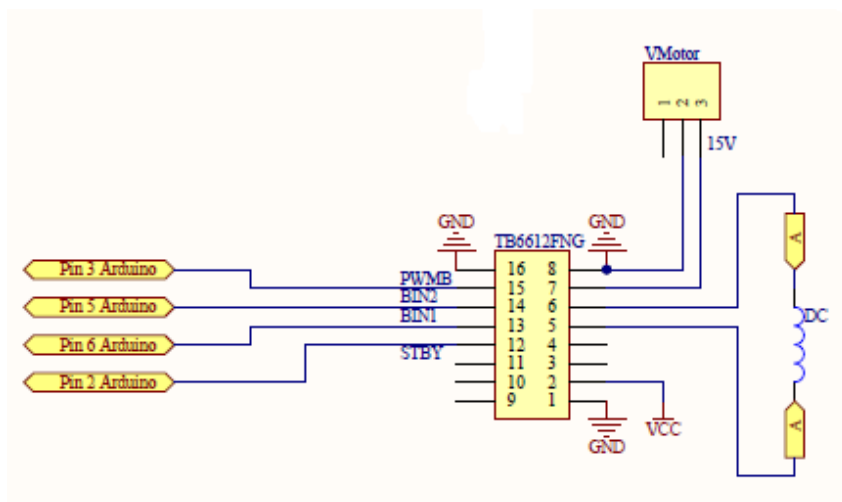 VMotor
1 2 3
15V
GND
GND
TB6612FNG
A
Pin 3 Arduino
PWMB
16 8
15 7
Pin 5 Arduino
BIN2
14 6
DC
Pin 6 Arduino
BIN1
13 5
Pin 2 Arduino
STBY
12 4
11 3
10 2
9 1
VCC
GND
A